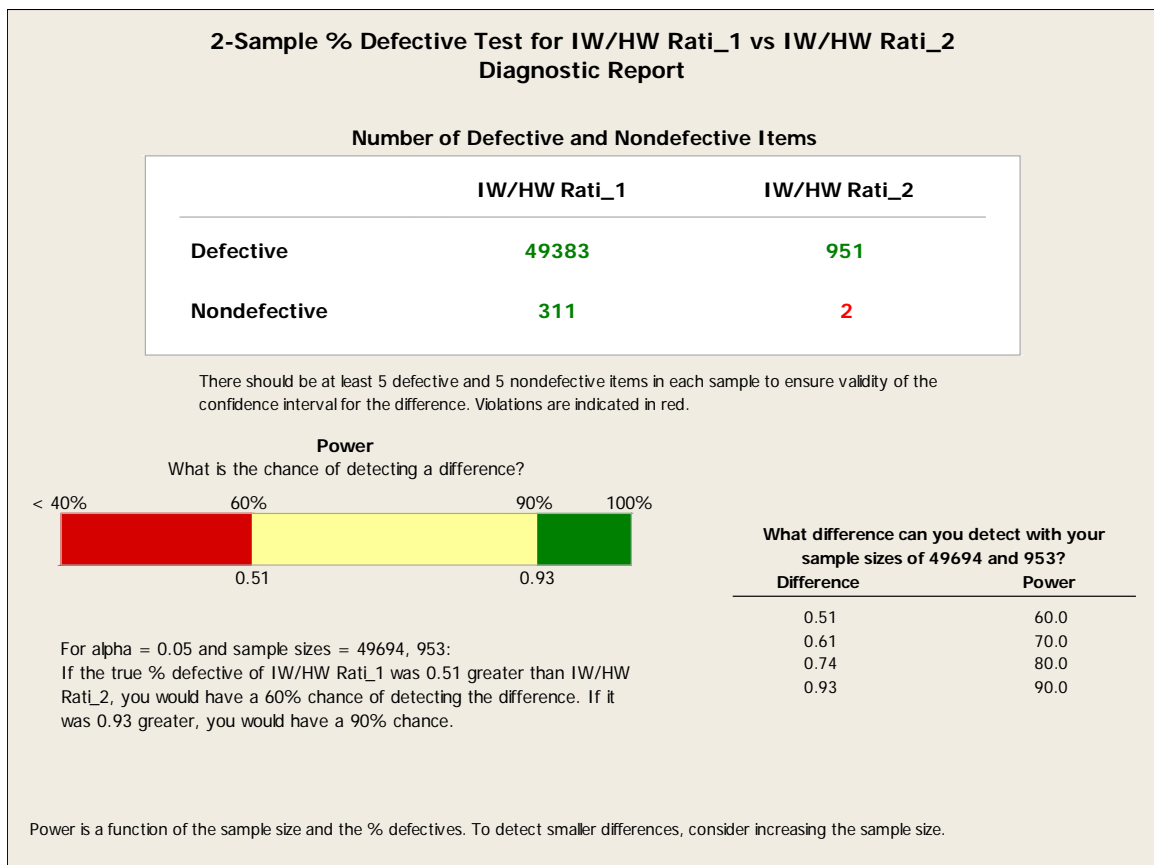 2-Sample % Defective Test for IW/HW Rati_1 vs IW/HW Rati_2
Diagnostic Report
Number of Defective and Nondefective Items
IW/HW Rati_1 IW/HW Rati_2
Defective 49383 951
Nondefective 311 2
There should be at least 5 defective and 5 nondefective items in each sample to ensure validity of the
confidence interval for the difference. Violations are indicated in red.
Power
What is the chance of detecting a difference?
< 40% 60% 90% 100%
0.51 0.93
For alpha = 0.05 and sample sizes = 49694, 953:
If the true % defective of IW/HW Rati_1 was 0.51 greater than IW/HW
Rati_2, you would have a 60% chance of detecting the difference. If it
was 0.93 greater, you would have a 90% chance.
What difference can you detect with your
sample sizes of 49694 and 953?
Difference Power
0.51 60.0
0.61 70.0
0.74 80.0
0.93 90.0
Power is a function of the sample size and the % defectives. To detect smaller differences, consider increasing the sample size.